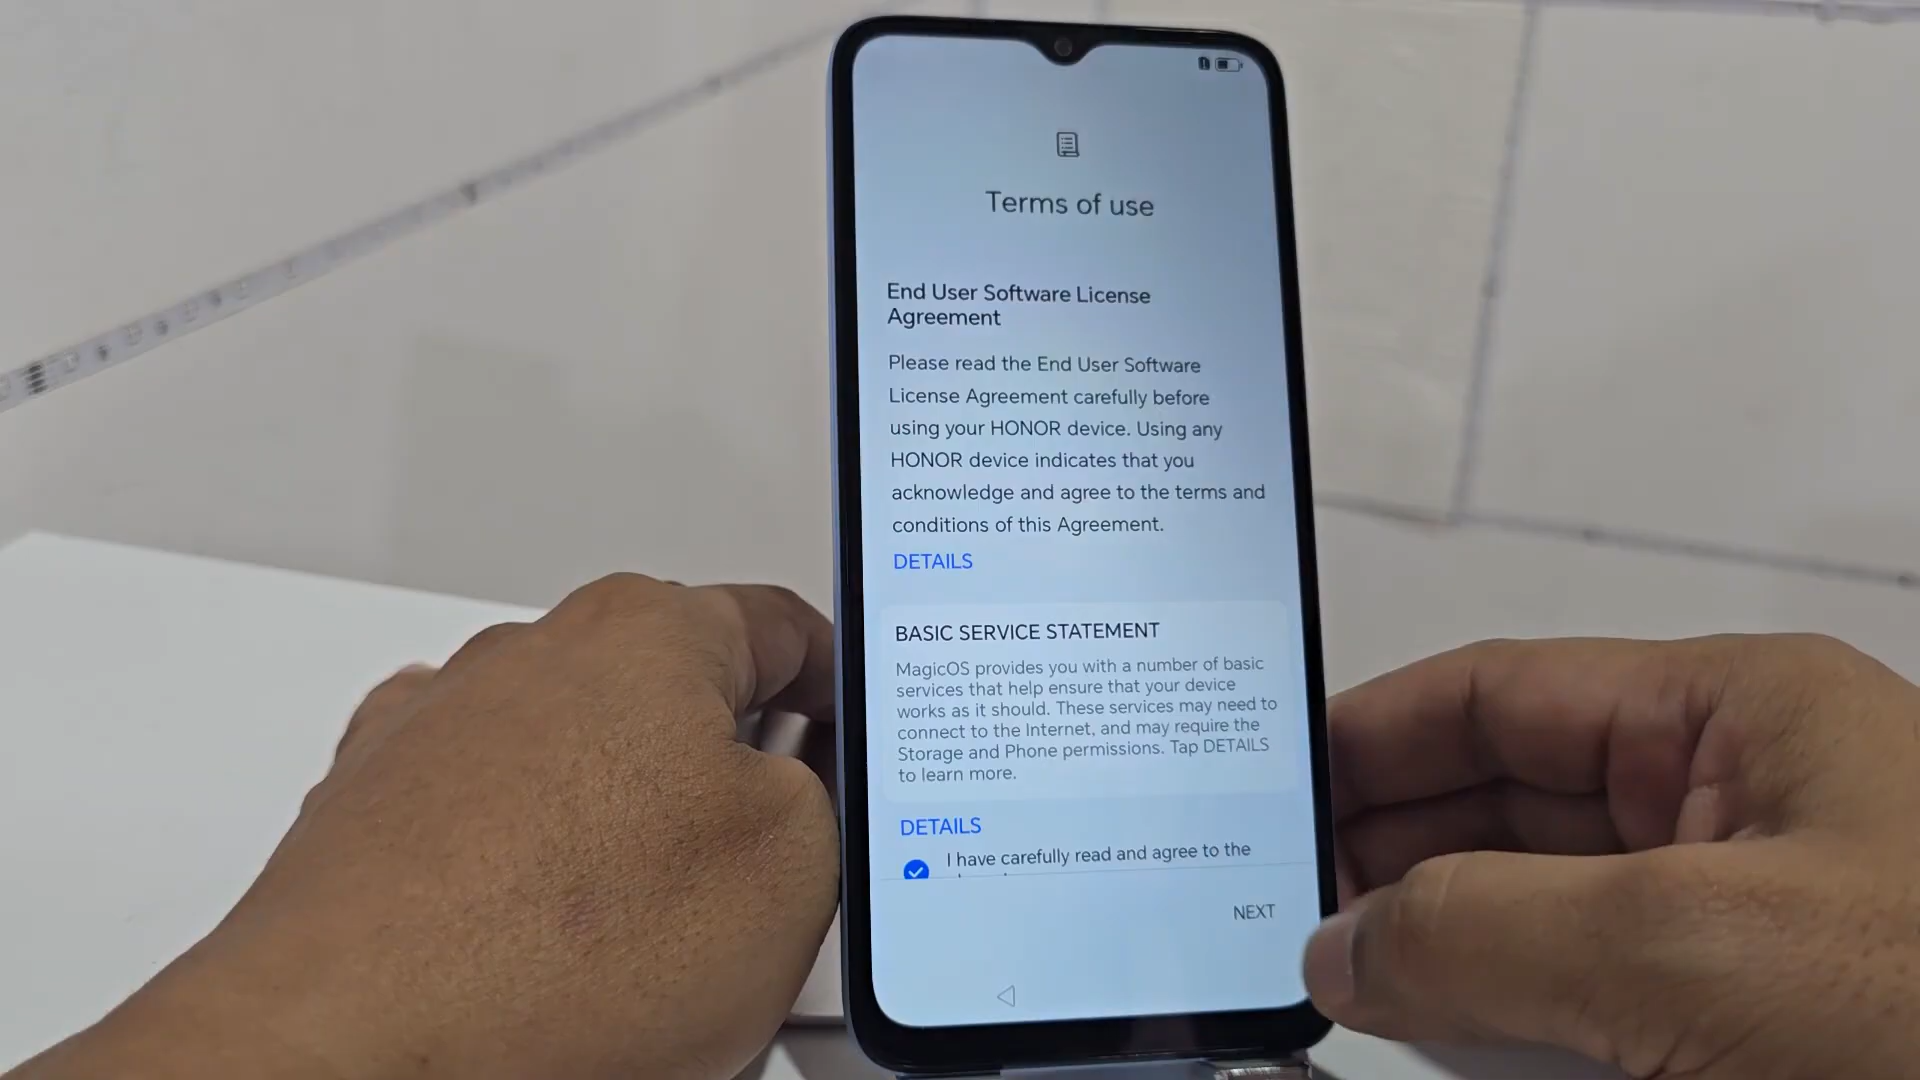 Terms of use
End User Software License
Agreement
Please read the End User Software
License Agreement carefully before
using your HONOR device. Using any
HONOR device indicates that you
acknowledge and agree to the terms and
conditions of this Agreement.
DETAILS
BASIC SERVICE STATEMENT
MagicOS provides you with a number of basic
services that help ensure that your device
works as it should. These services may need to
connect to the Internet, and may require the
Storage and Phone permissions. Tap DETAILS
to learn more.
DETAILS
I have carefully read and agree to the
NEXT